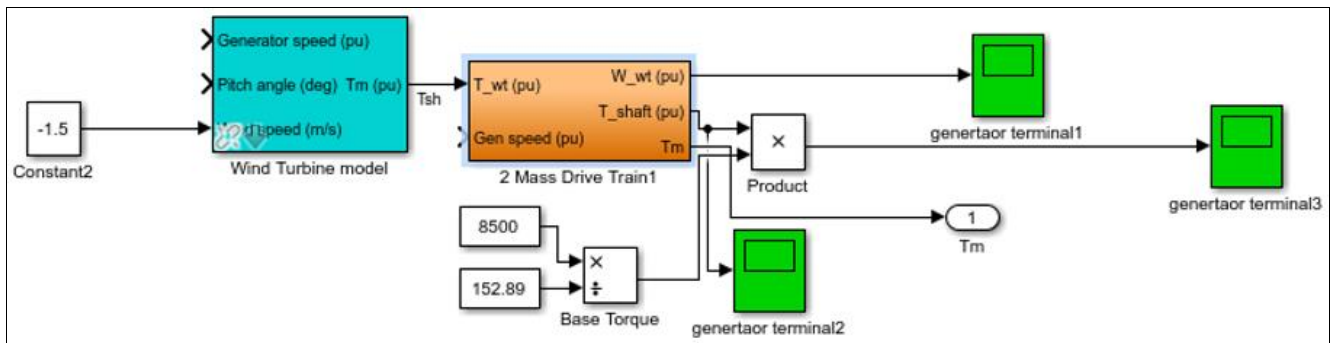 Generator speed (pu)
Pitch angle (deg) Tm (pu)
speed (m/s)
Wind Turbine model
-1.5
Constant2
Tsh
T_wt (pu)
Gen speed (pu)
W_wt (pu)
T_shaft (pu)
Tm
2 Mass Drive Train1
×
Product
genertaor terminal1
genertaor terminal3
1
Tm
8500
152.89
×
÷
Base Torque
genertaor terminal2